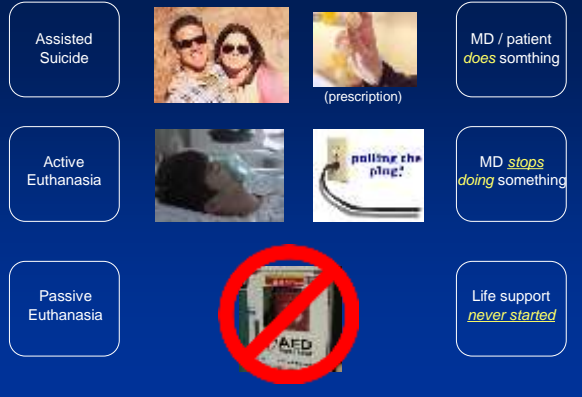 Assisted
Suicide
(prescription)
MD / patient
does somthing
Active
Euthanasia
pulling the
plug?
MD stops
doing something
Passive
Euthanasia
AED
Life support
never started